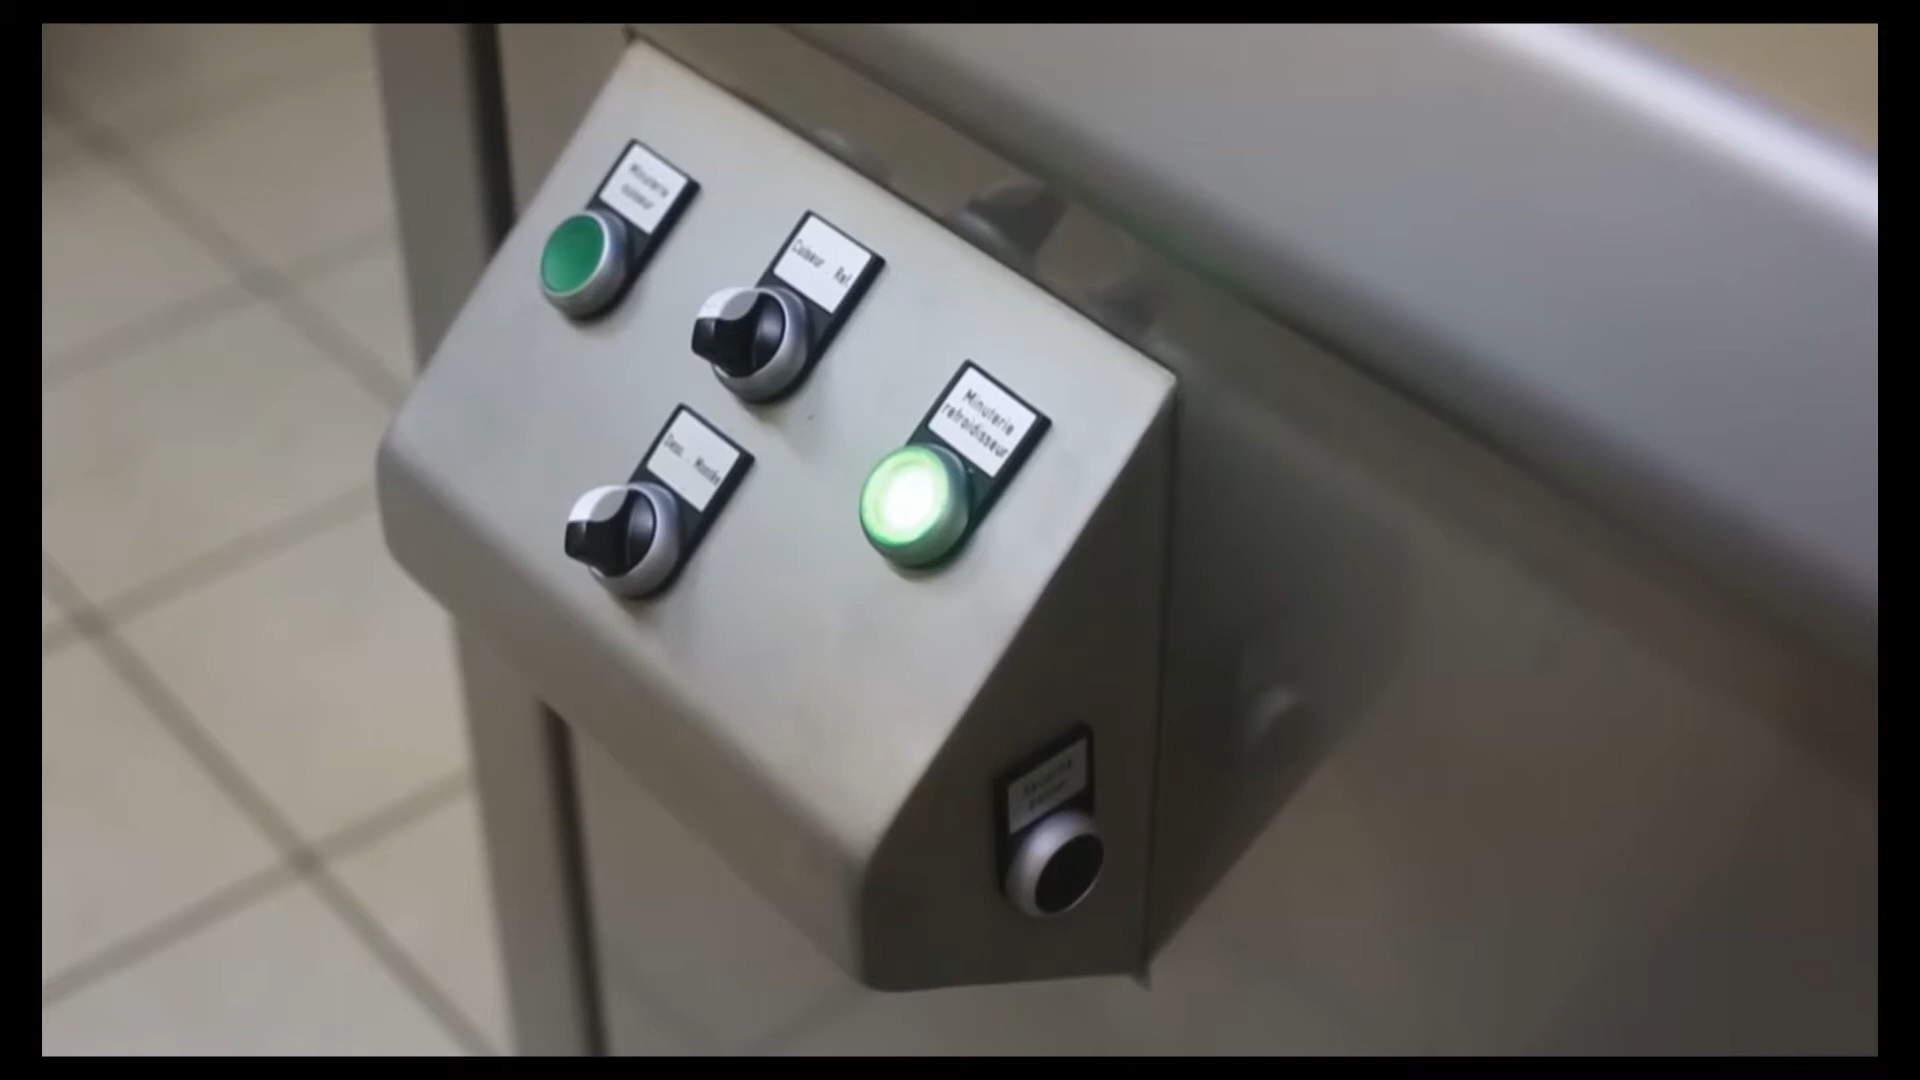 Minuterie
cuiseur
Cuiseur . Ref.
Minuterie
refroidisseur
Desc. Montée